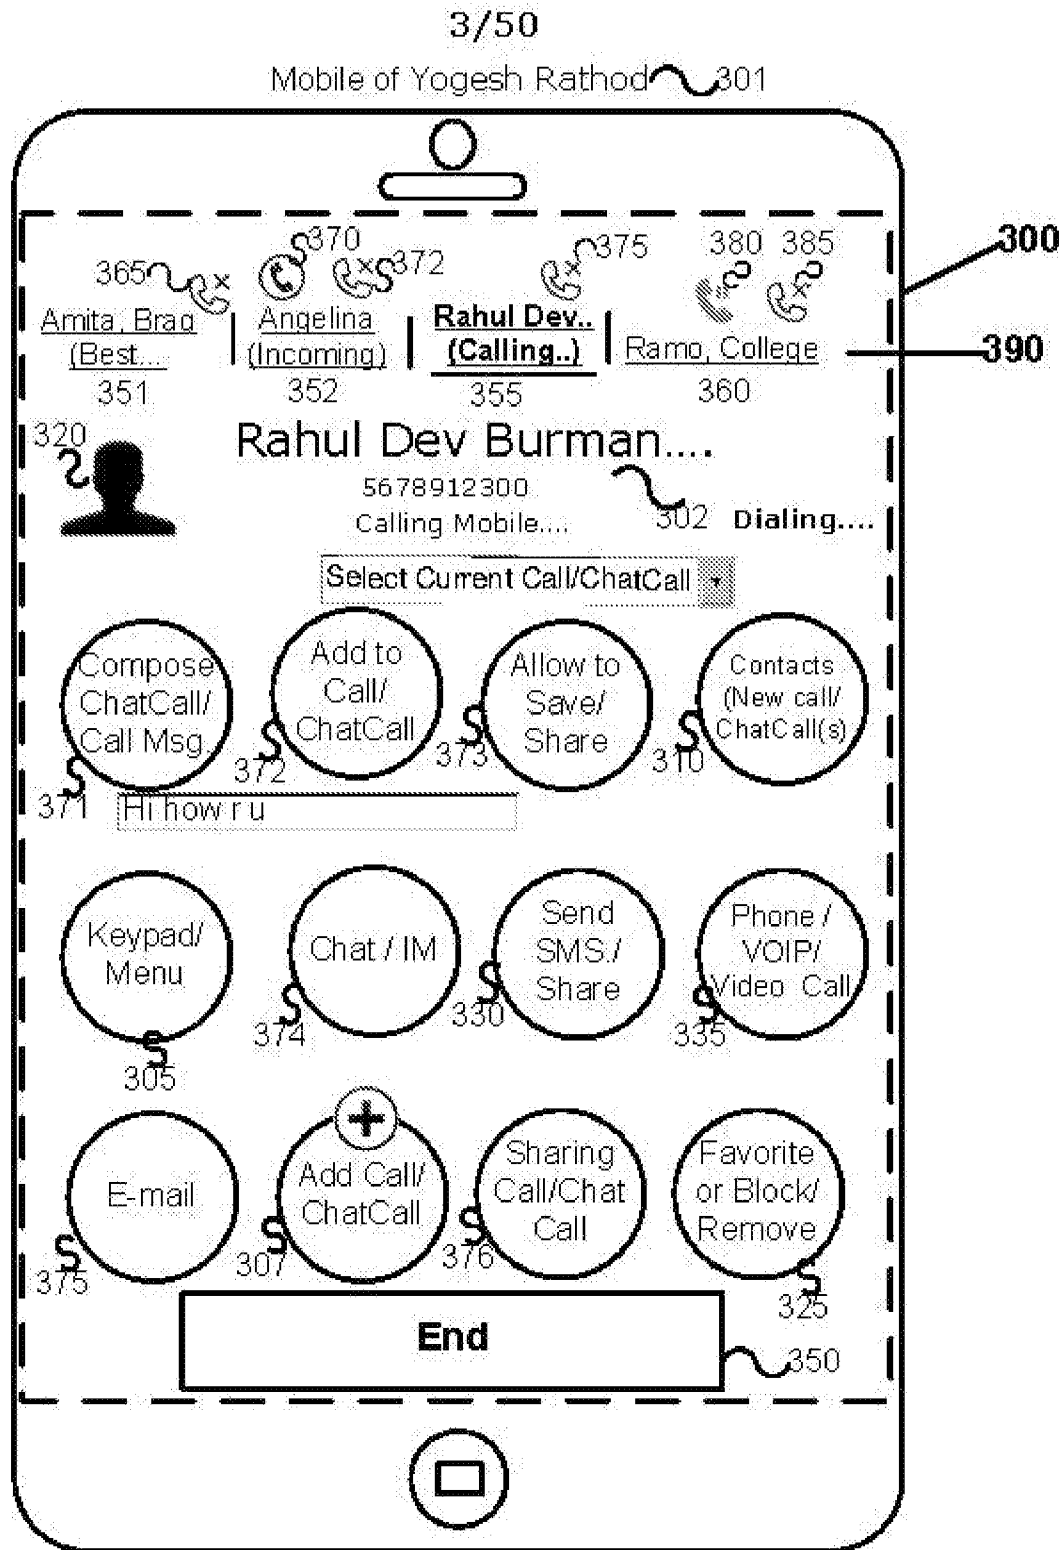 3/50
Mobile of Yogesh Rathod 301
370 375 380 385
365 372
300
Amita, Brad Angelina Rahul Dev.. Ramo, College
(Best... (Incoming) (Calling..)
390
351 352 355 360
320 Rahul Dev Burman....
5678912300
Calling Mobile.... 302 Dialing....
Select Current Call/ChatCall
Compose ChatCall/ Call Msg
Add to Call/ ChatCall
Allow to Save/ Share
Contacts (New call/ ChatCall(s)
371 372 373 310
Hi how r u
Keypad/ Menu
Chat / IM
Send SMS./ Share
Phone / VOIP/ Video Call
305 374 330 335
E-mail
+
Add Call/ ChatCall
Sharing Call/Chat Call
Favorite or Block/ Remove
375 307 376 325
End
350